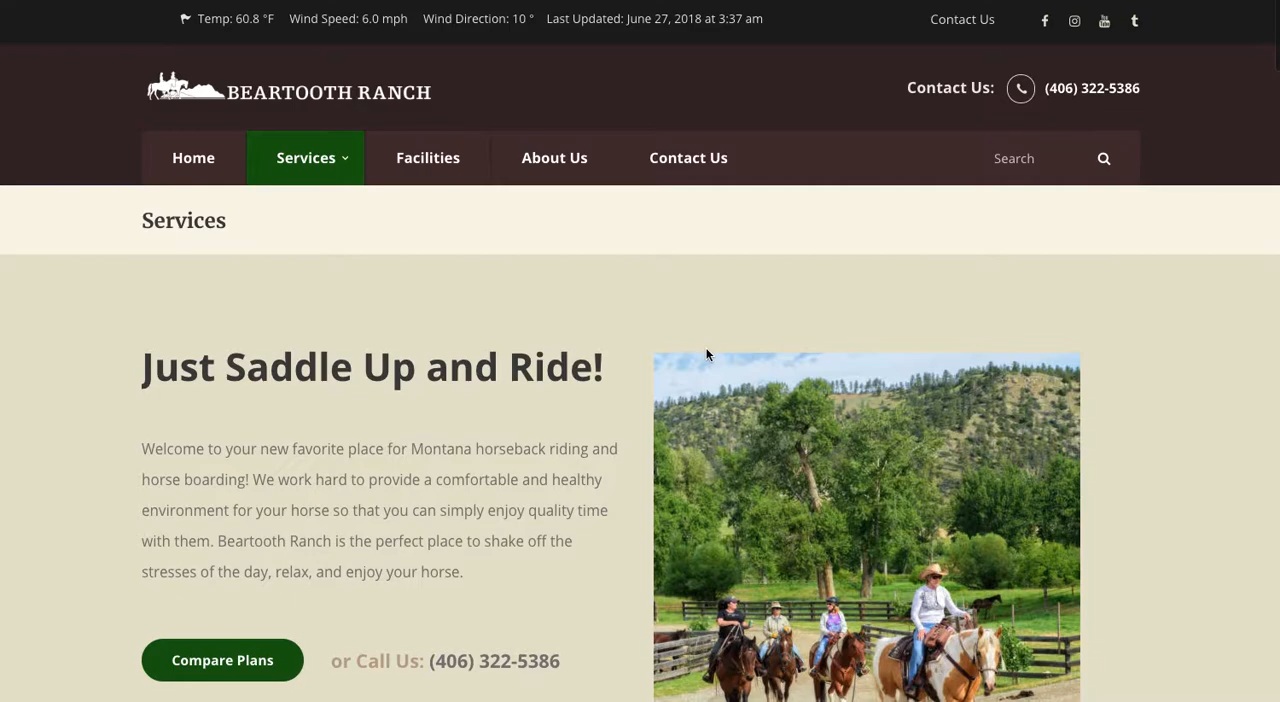 Temp: 60.8 °F Wind Speed: 6.0 mph Wind Direction: 10 ° Last Updated: June 27, 2018 at 3:37 am Contact Us
BEARTOOTH RANCH
Contact Us: (406) 322-5386
Home Services Facilities About Us Contact Us Search
Services
Just Saddle Up and Ride!
Welcome to your new favorite place for Montana horseback riding and
horse boarding! We work hard to provide a comfortable and healthy
environment for your horse so that you can simply enjoy quality time
with them. Beartooth Ranch is the perfect place to shake off the
stresses of the day, relax, and enjoy your horse.
Compare Plans or Call Us: (406) 322-5386